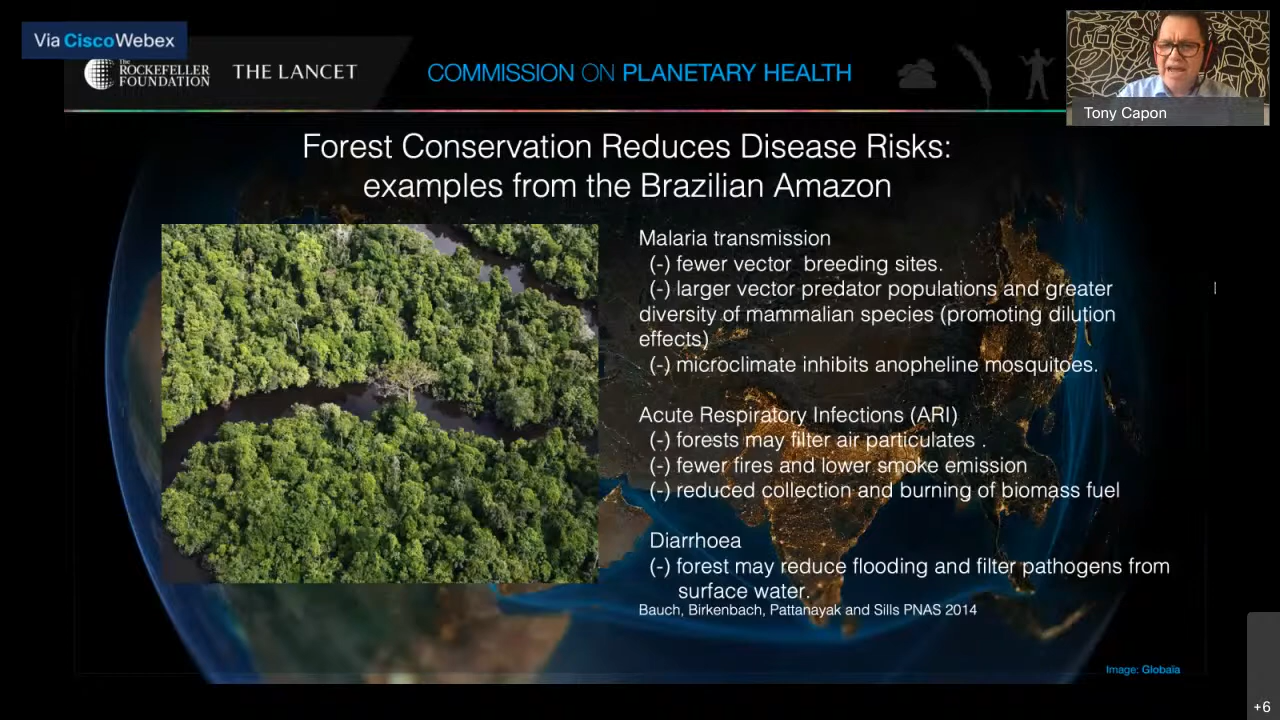 Via Cisco Webex
The
ROCKEFELLER
FOUNDATION
THE LANCET
COMMISSION ON PLANETARY HEALTH
Tony Capon
Forest Conservation Reduces Disease Risks:
examples from the Brazilian Amazon
Malaria transmission
(-) fewer vector breeding sites.
(-) larger vector predator populations and greater
diversity of mammalian species (promoting dilution
effects)
(-) microclimate inhibits anopheline mosquitoes.
Acute Respiratory Infections (ARI)
(-) forests may filter air particulates .
(-) fewer fires and lower smoke emission
(-) reduced collection and burning of biomass fuel
Diarrhoea
(-) forest may reduce flooding and filter pathogens from
surface water.
Bauch, Birkenbach, Pattanayak and Sills PNAS 2014
Image: Globaïa
+6